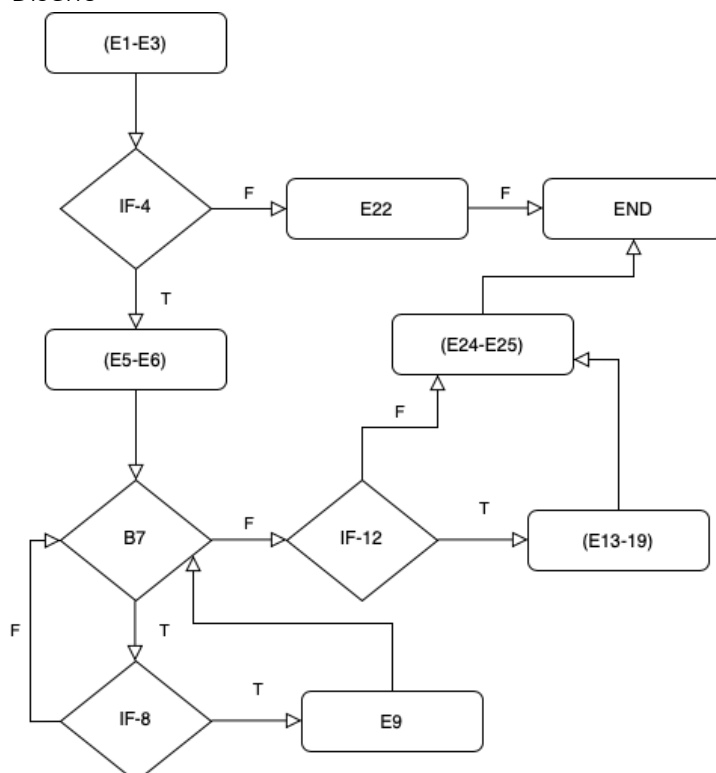 (E1-E3)
IF-4
F
E22
F
END
T
(E5-E6)
(E24-E25)
F
B7
F
IF-12
T
(E13-19)
F
T
IF-8
T
E9